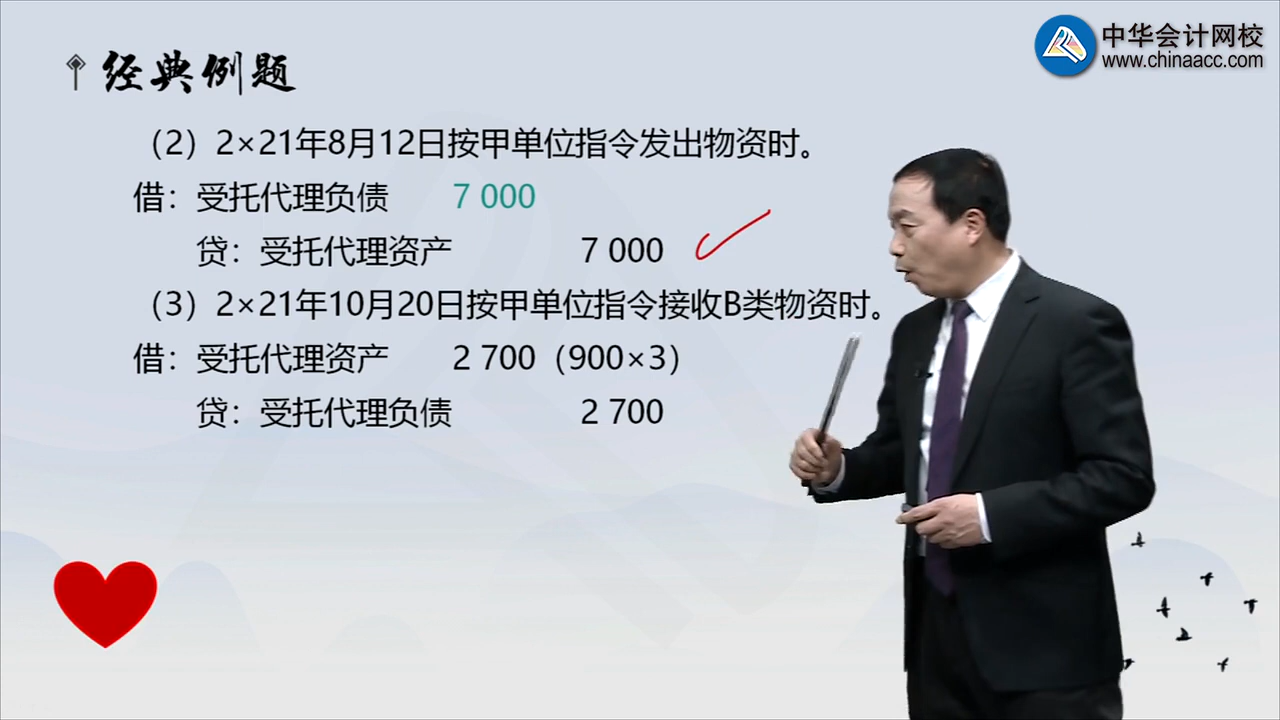 中华会计网校
www.chinaacc.com
经典例题
（2）2×21年8月12日按甲单位指令发出物资时。
借：受托代理负债 7 000
贷：受托代理资产 7 000
（3）2×21年10月20日按甲单位指令接收B类物资时。
借：受托代理资产 2 700（900×3）
贷：受托代理负债 2 700